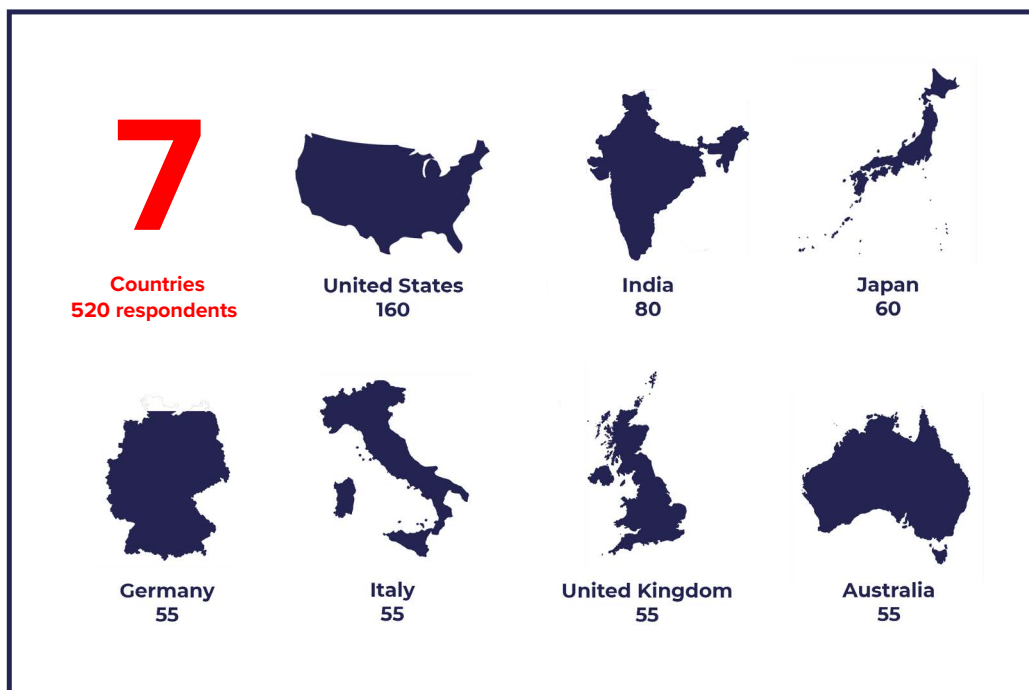 7
Countries
520 respondents
United States
160
India
80
Japan
60
Germany
55
Italy
55
United Kingdom
55
Australia
55